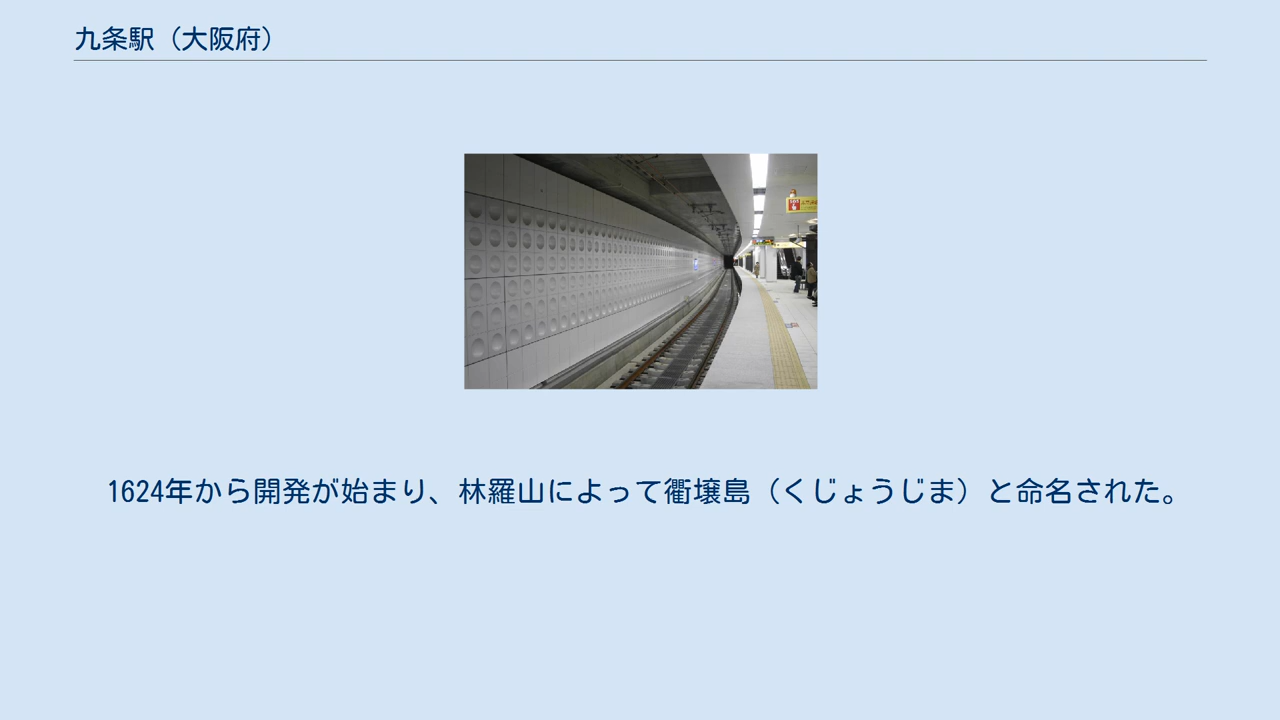 九条駅（大阪府）
1624年から開発が始まり、林羅山によって衢壌島（くじょうじま）と命名された。